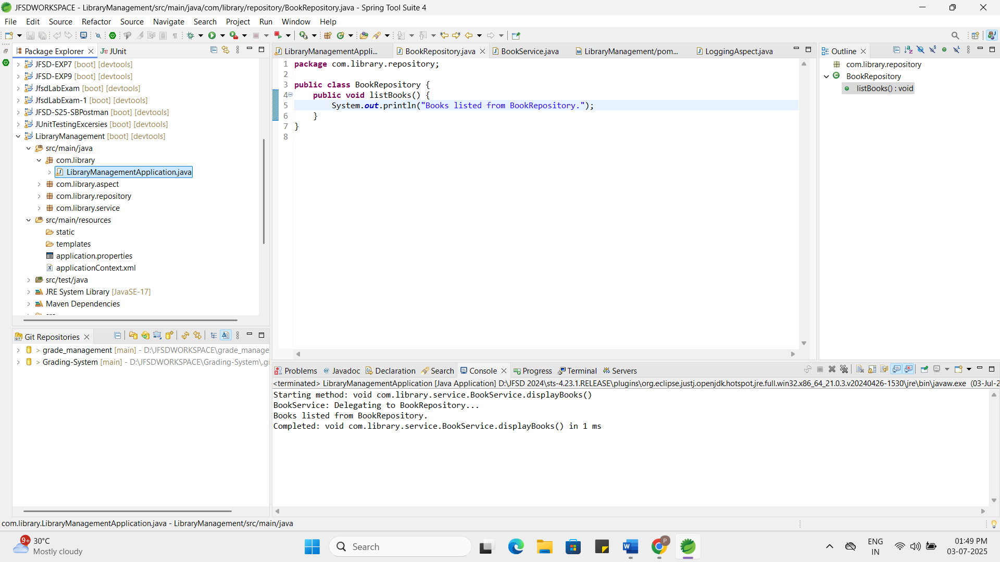 JFSDWORKSPACE - LibraryManagement/src/main/java/com/library/repository/BookRepository.java - Spring Tool Suite 4
File Edit Source Refactor Source Navigate Search Project Run Window Help
Package Explorer JUnit
JFSD-EXP7 [boot] [devtools]
JFSD-EXP9 [boot] [devtools]
JfsdLabExam [boot] [devtools]
JfsdLabExam-1 [boot] [devtools]
JFSD-S25-SBPostman [boot] [devtools]
JUnitTestingExcersies [boot] [devtools]
LibraryManagement [boot] [devtools]
src/main/java
com.library
LibraryManagementApplication.java
com.library.aspect
com.library.repository
com.library.service
src/main/resources
static
templates
application.properties
applicationContext.xml
src/test/java
JRE System Library [JavaSE-17]
Maven Dependencies
Git Repositories
> grade_management [main] - D:\JFSDWORKSPACE\grade_manage
> Grading-System [main] - D:\JFSDWORKSPACE\Grading-System\.gi
LibraryManagementAppli... BookRepository.java BookService.java LibraryManagement/pom... LoggingAspect.java
1 package com.library.repository;
2
3 public class BookRepository {
4 public void listBooks() {
5 System.out.println("Books listed from BookRepository.");
6 }
7 }
8
Outline
com.library.repository
BookRepository
listBooks() : void
Problems Javadoc Declaration Search Console Progress Terminal Servers
<terminated> LibraryManagementApplication [Java Application] D:\JFSD 2024\sts-4.23.1.RELEASE\plugins\org.eclipse.justj.openjdk.hotspot.jre.full.win32.x86_64_21.0.3.v20240426-1530\jre\bin\javaw.exe (03-Jul-2
Starting method: void com.library.service.BookService.displayBooks()
BookService: Delegating to BookRepository...
Books listed from BookRepository.
Completed: void com.library.service.BookService.displayBooks() in 1 ms
com.library.LibraryManagementApplication.java - LibraryManagement/src/main/java
9+ 30°C
Mostly cloudy
Search
ENG
IN
01:49 PM
03-07-2025